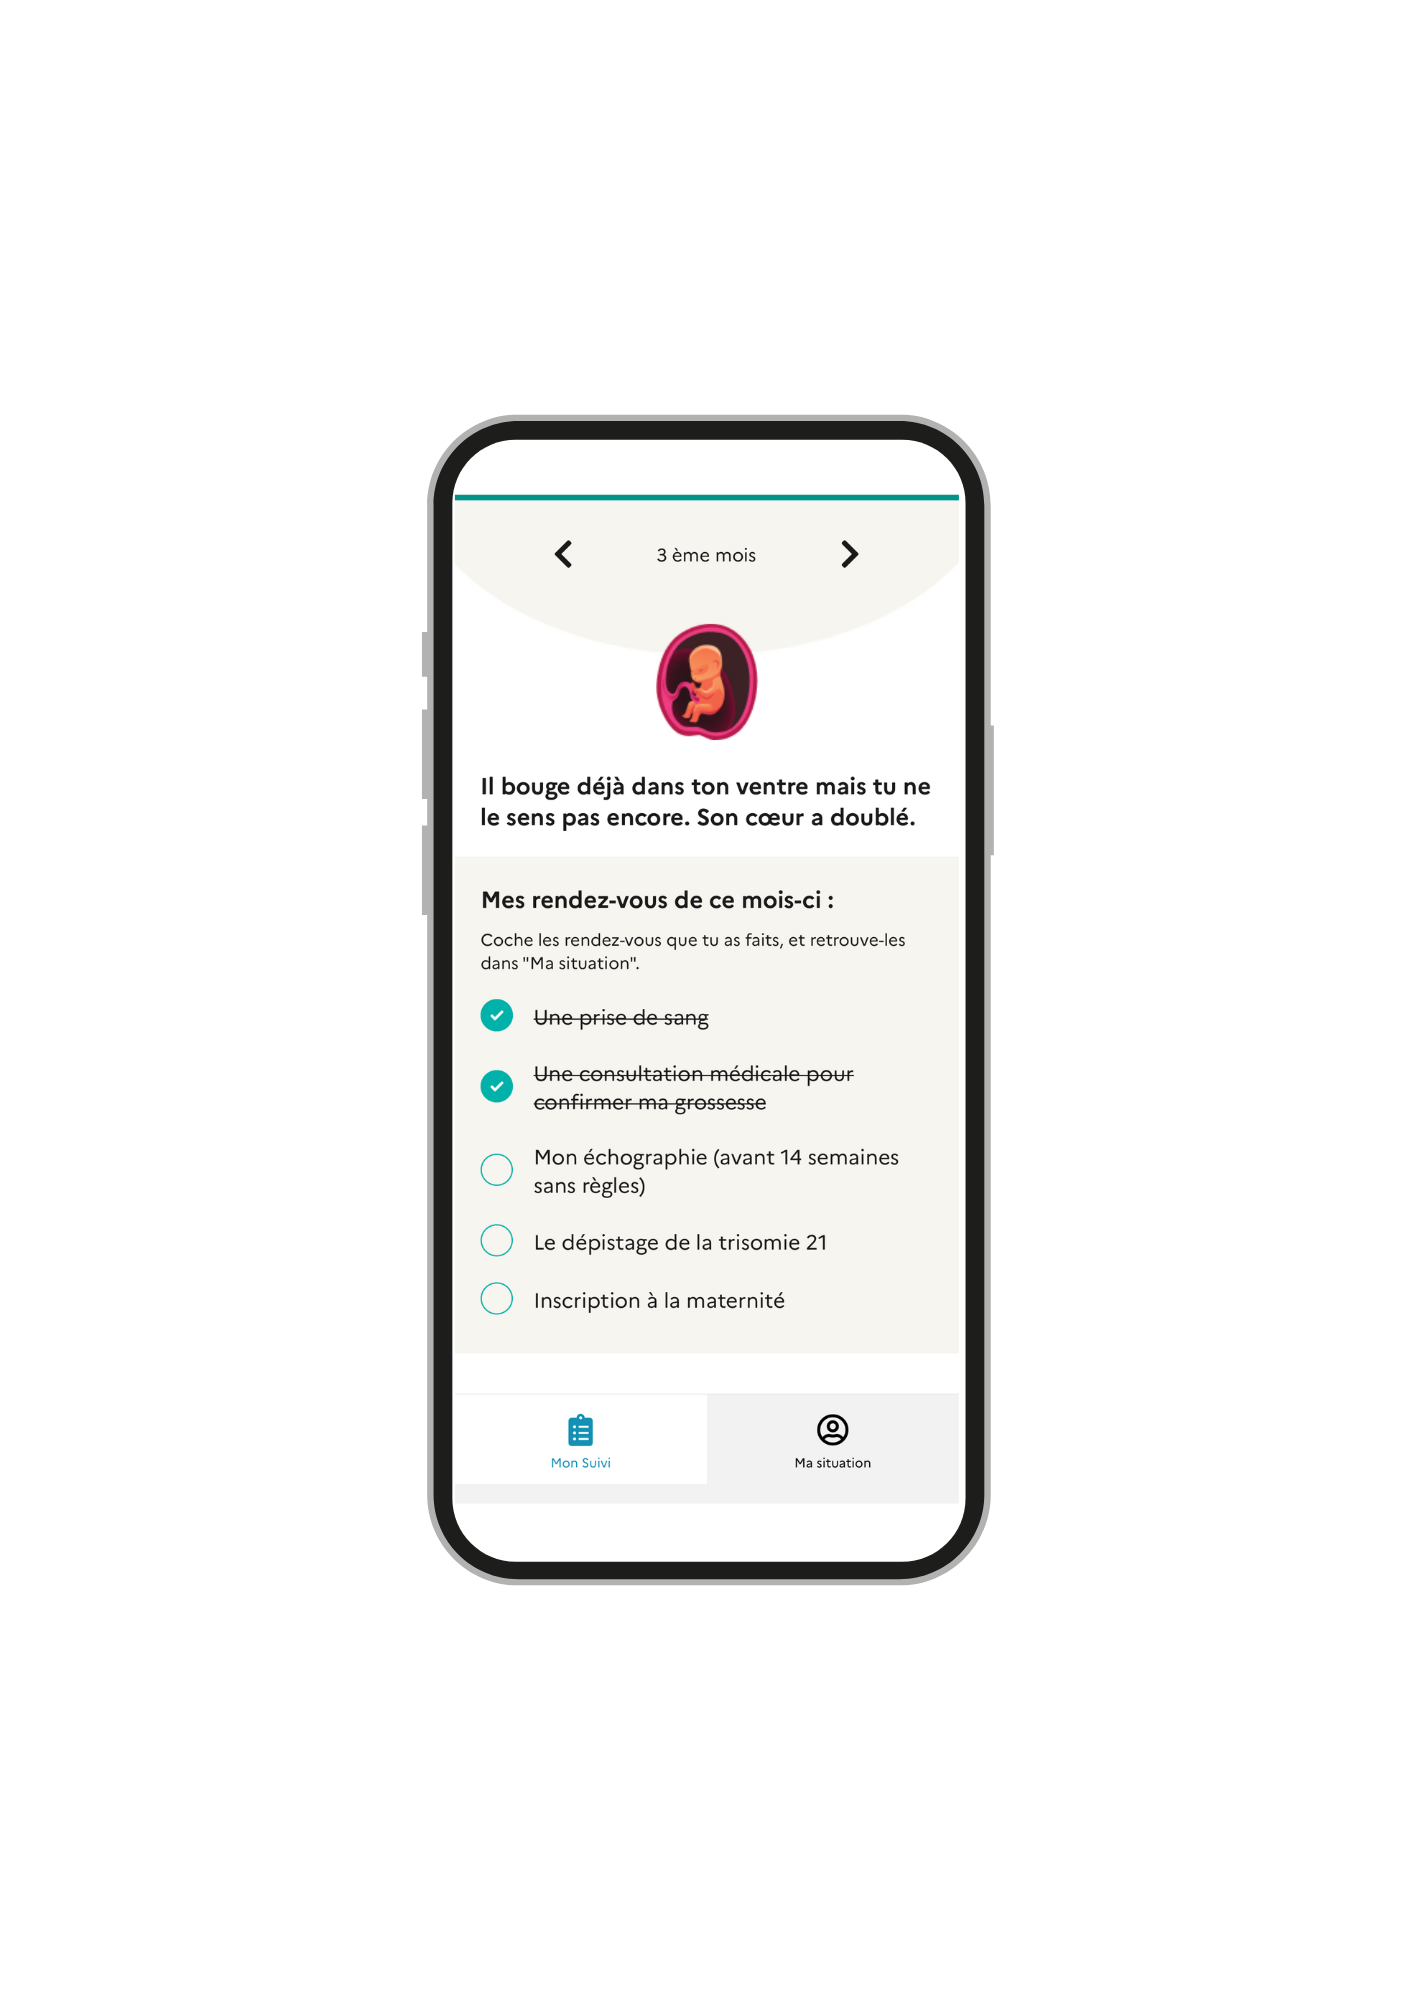 3 ème mois
Il bouge déjà dans ton ventre mais tu ne
le sens pas encore. Son cœur a doublé.
Mes rendez-vous de ce mois-ci :
Coche les rendez-vous que tu as faits, et retrouve-les
dans "Ma situation".
Une prise de sang
Une consultation médicale pour
confirmer ma grossesse
Mon échographie (avant 14 semaines
sans règles)
Le dépistage de la trisomie 21
Inscription à la maternité
Mon Suivi
Ma situation